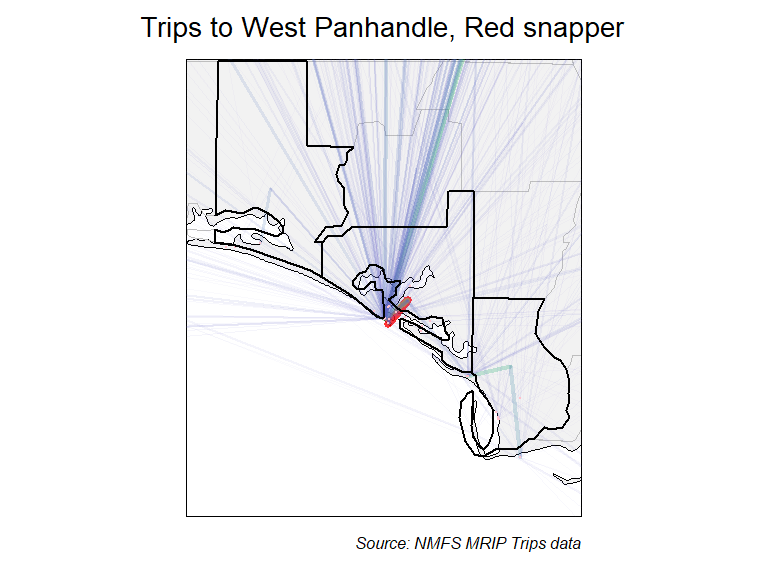 Trips to West Panhandle, Red snapper
Source: NMFS MRIP Trips data